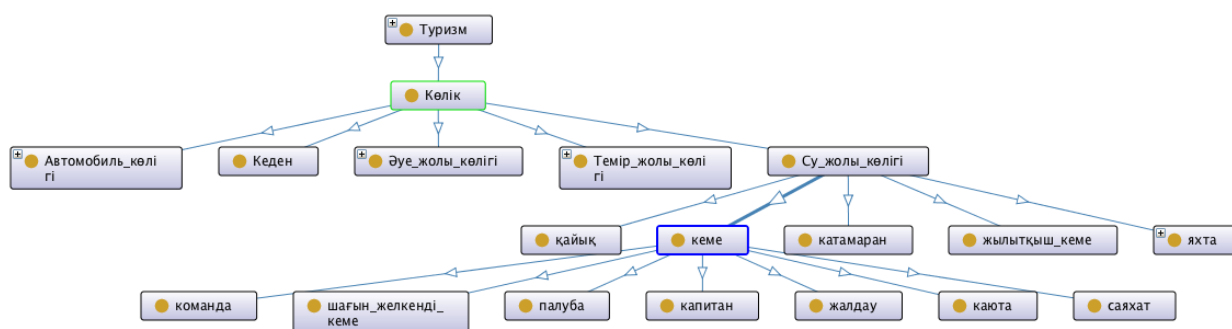 Туризм
Көлік
Автомобиль_көлі
гі
Кеден
Әуе_жолы_көлігі
Темір_жолы_көлі
гі
Су_жолы_көлігі
қайық
кеме
катамаран
жылытқыш_кеме
яхта
команда
шағын_желкенді_
кеме
палуба
капитан
жалдау
каюта
саяхат